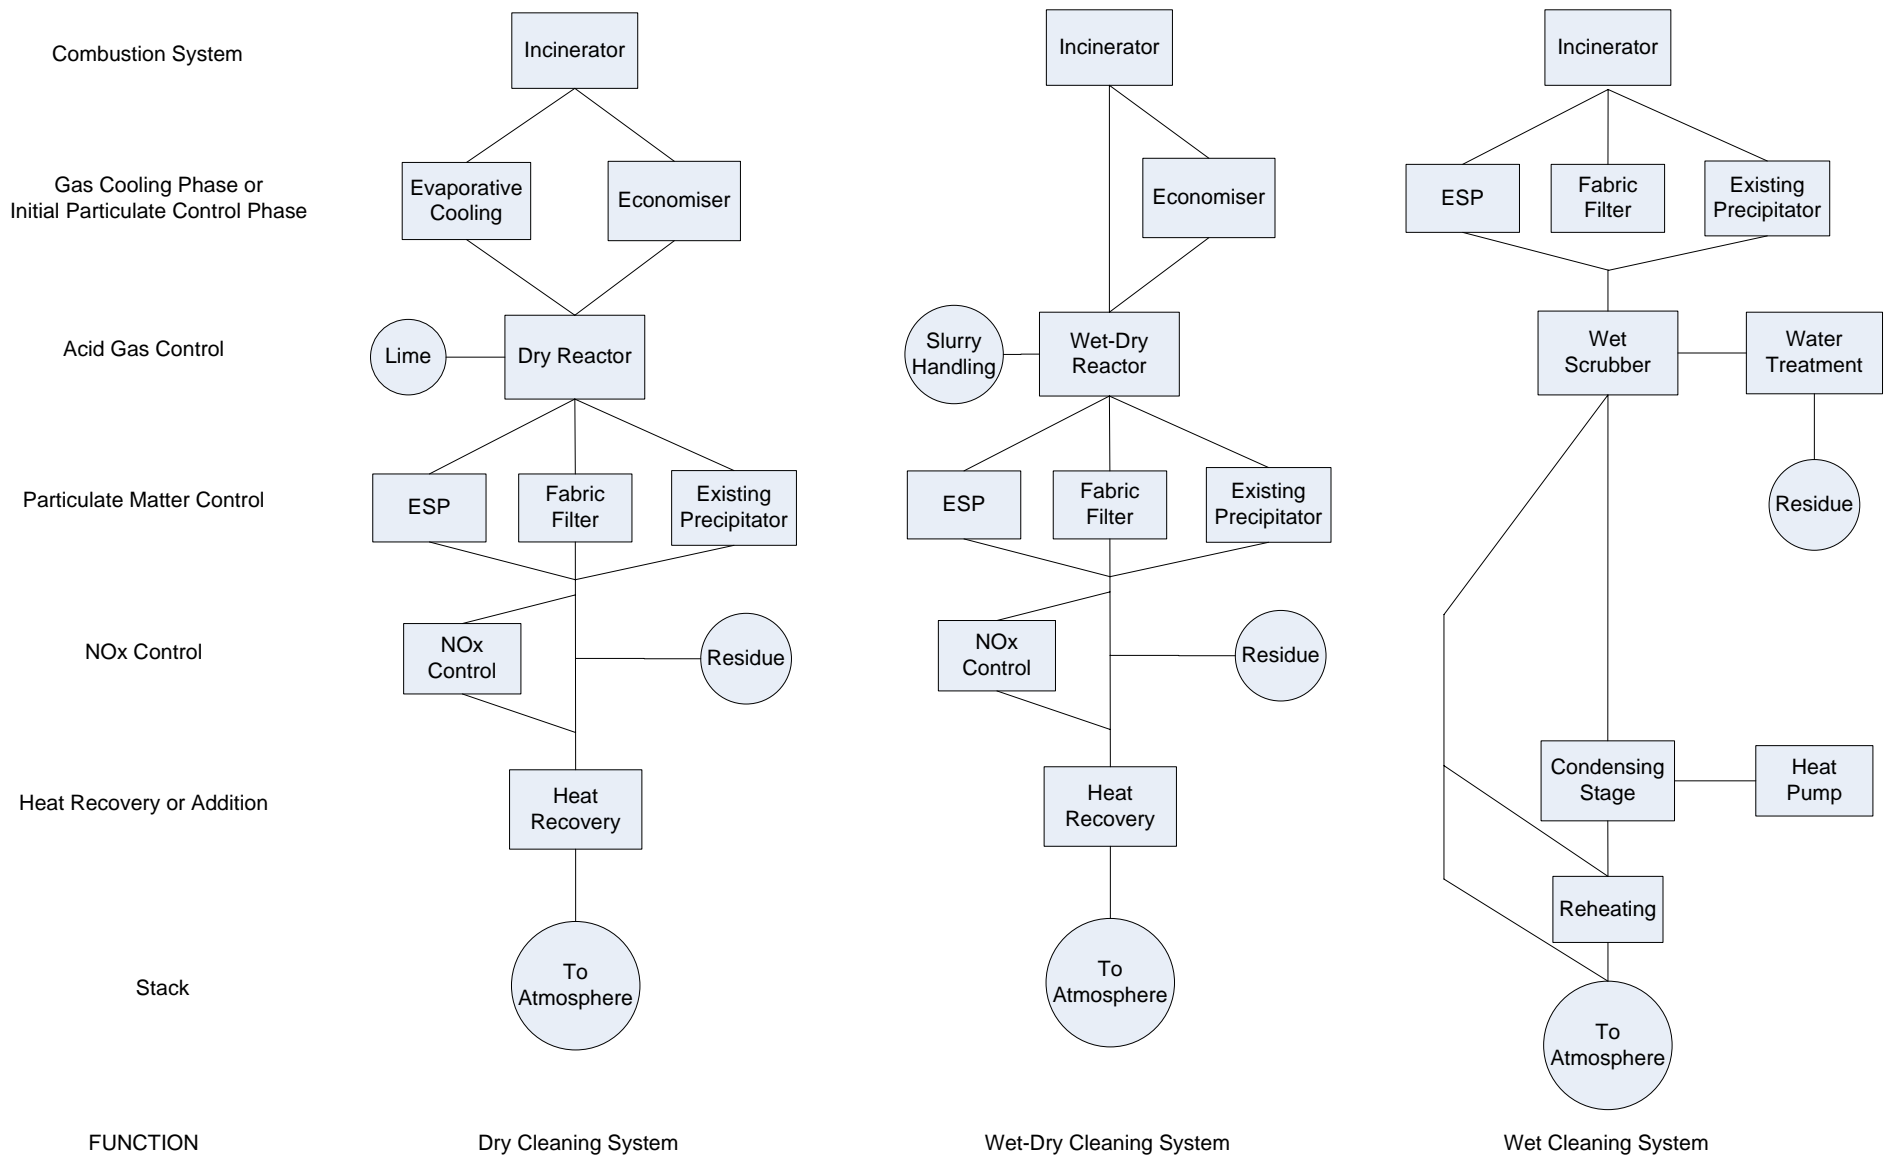 Combustion System
Incinerator
Incinerator
Incinerator
Gas Cooling Phase or
Initial Particulate Control Phase
Evaporative
Cooling
Economiser
Economiser
ESP
Fabric
Filter
Existing
Precipitator
Acid Gas Control
Lime
Dry Reactor
Slurry
Handling
Wet-Dry
Reactor
Wet
Scrubber
Water
Treatment
Particulate Matter Control
ESP
Fabric
Filter
Existing
Precipitator
ESP
Fabric
Filter
Existing
Precipitator
Residue
NOx Control
NOx
Control
Residue
NOx
Control
Residue
Heat Recovery or Addition
Heat
Recovery
Heat
Recovery
Condensing
Stage
Heat
Pump
Reheating
Stack
To
Atmosphere
To
Atmosphere
To
Atmosphere
FUNCTION
Dry Cleaning System
Wet-Dry Cleaning System
Wet Cleaning System